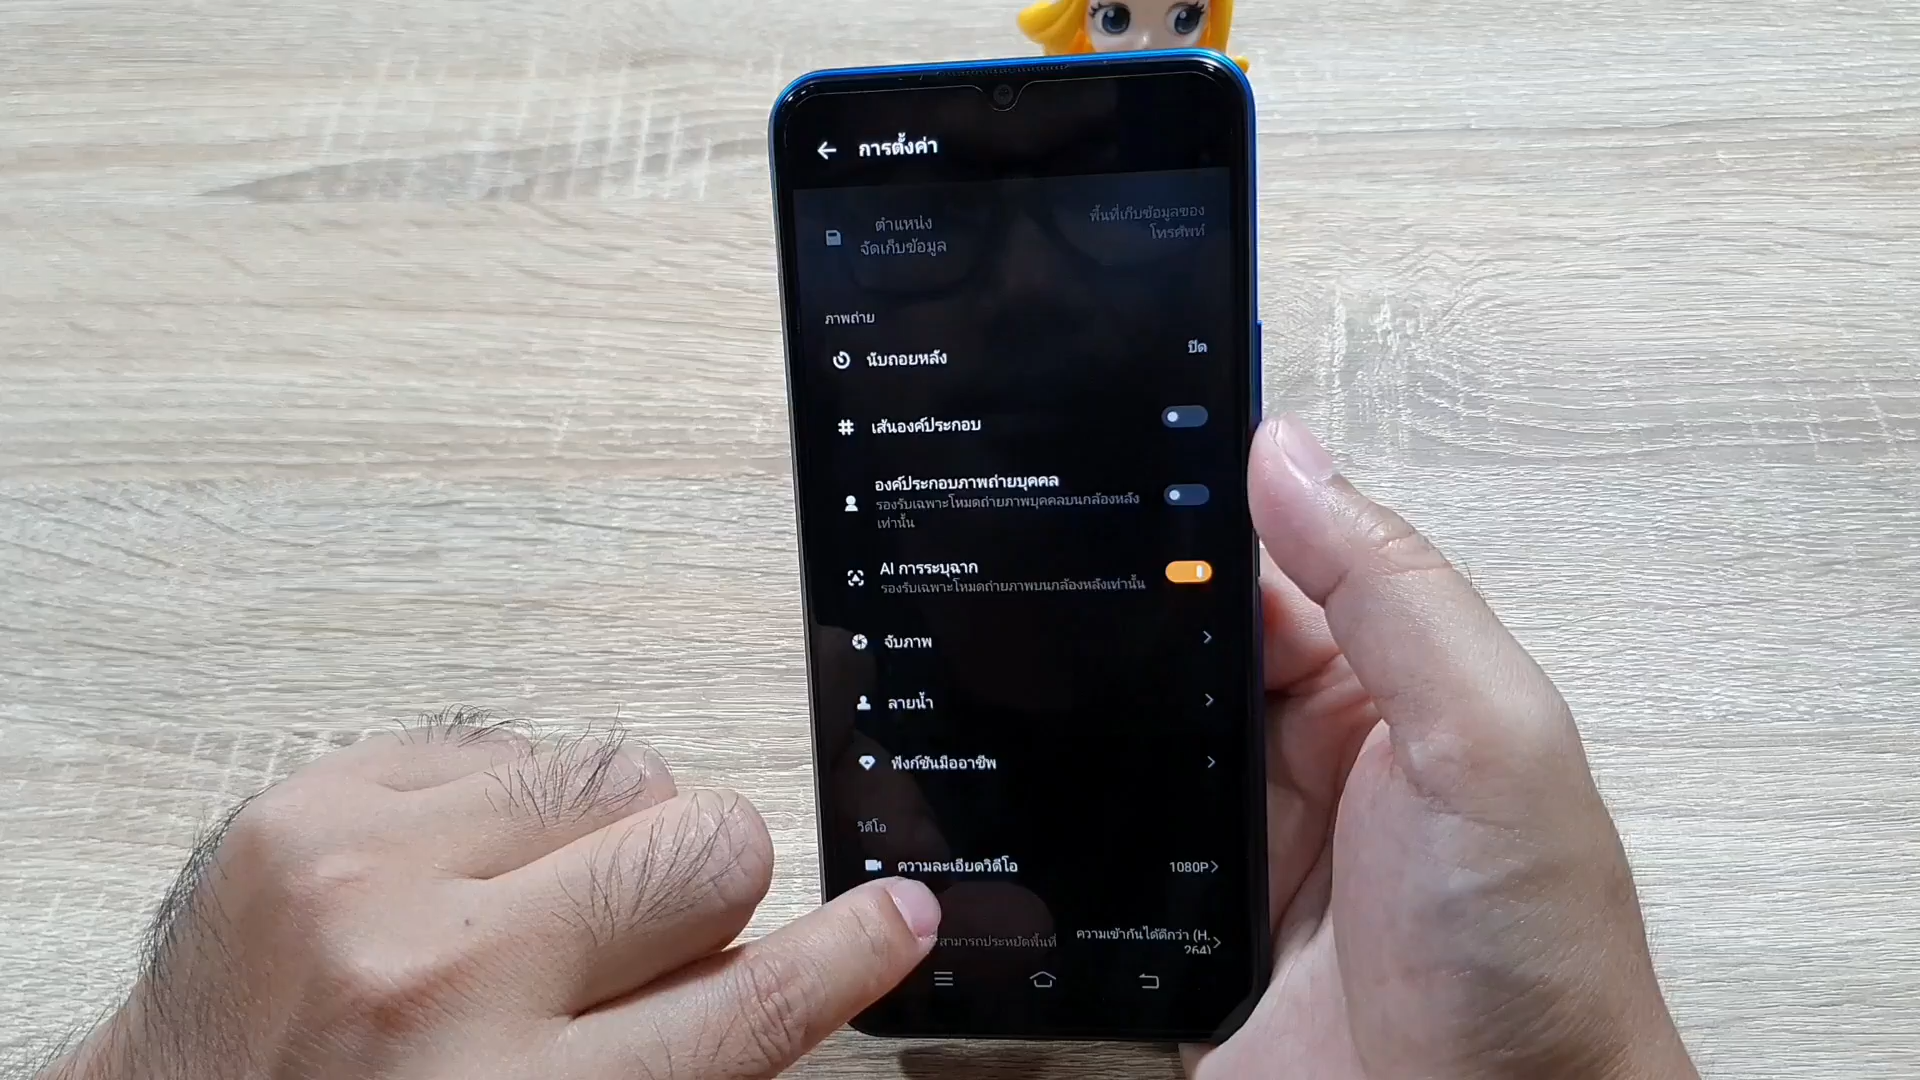 การตั้งค่า
ตำแหน่ง
จัดเก็บข้อมูล
พื้นที่เก็บข้อมูลของ
โทรศัพท์
ภาพถ่าย
นับถอยหลัง
ปิด
เส้นองค์ประกอบ
องค์ประกอบภาพถ่ายบุคคล
รองรับเฉพาะโหมดถ่ายภาพบุคคลบนกล้องหลัง
เท่านั้น
AI การระบุฉาก
รองรับเฉพาะโหมดถ่ายภาพบนกล้องหลังเท่านั้น
จับภาพ
ลายน้ำ
ฟังก์ชันมืออาชีพ
วิดีโอ
ความละเอียดวิดีโอ
1080P
สามารถประหยัดพื้นที่
ความเข้ากันได้ดีกว่า (H.
264)